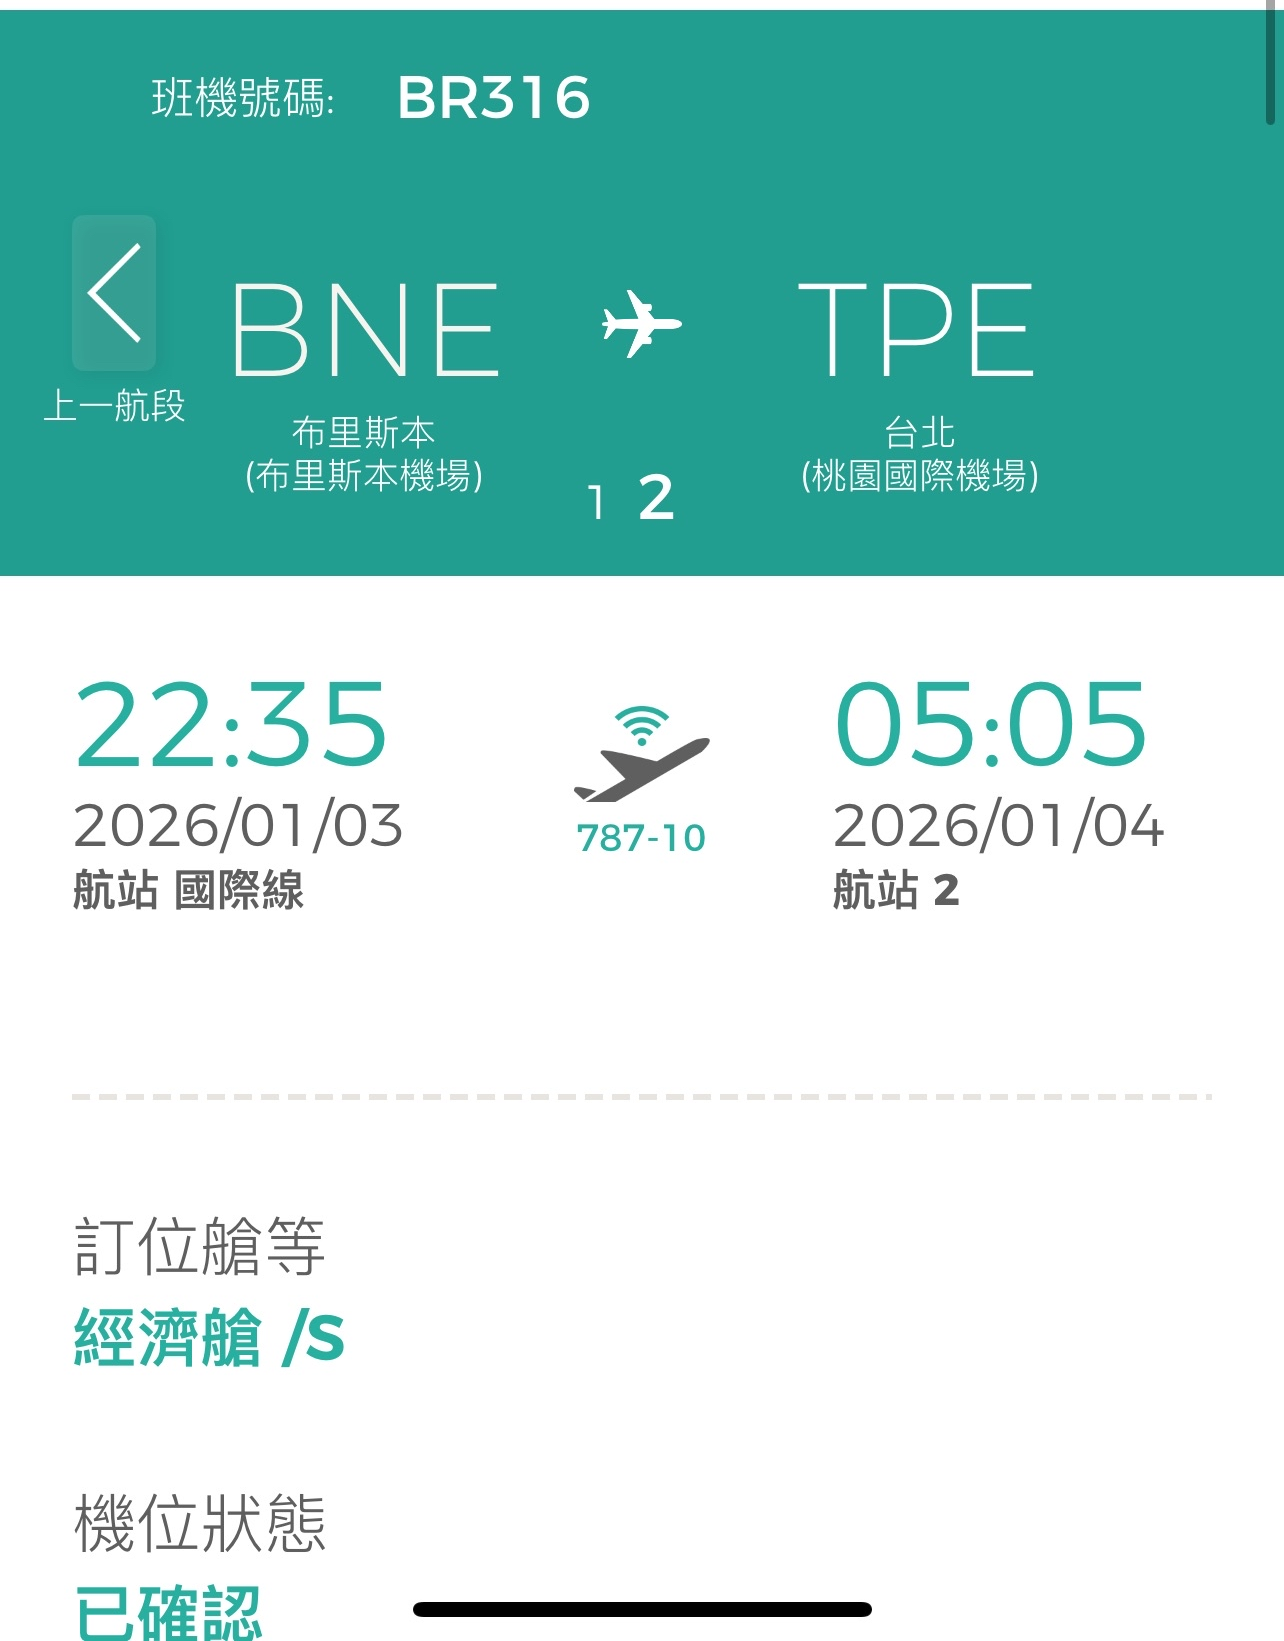 班機號碼: BR316
BNE TPE
上一航段
布里斯本 台北
(布里斯本機場) (桃園國際機場)
1 2
22:35 05:05
2026/01/03 787-10 2026/01/04
航站 國際線 航站 2
訂位艙等
經濟艙 /S
機位狀態
已確認